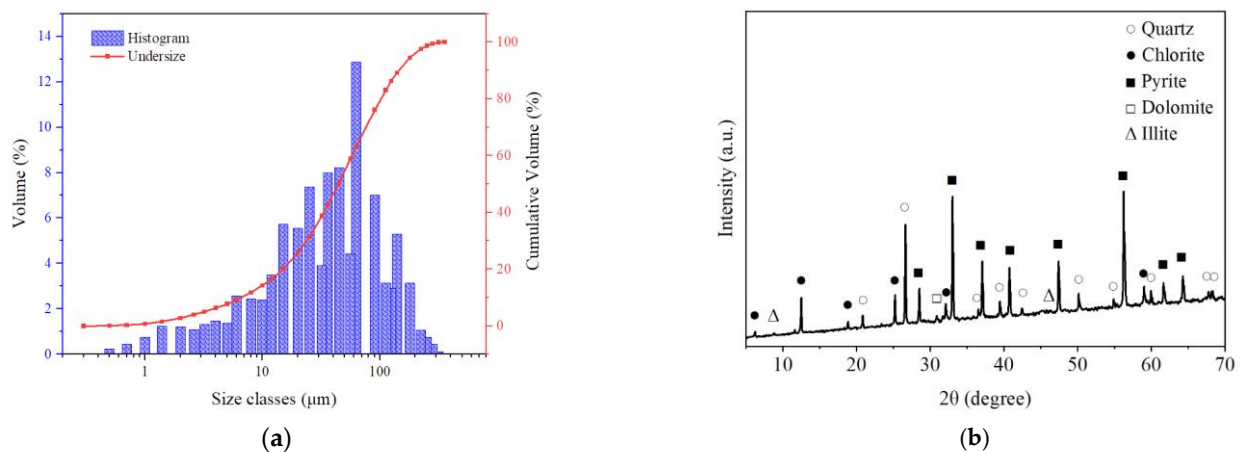 14
12
10
8
6
4
2
0
Volume (%)
Histogram
Undersize
100
80
60
40
20
0
Cumulative Volume (%)
1
10
100
Size classes (μm)
(a)
Intensity (a.u.)
○ Quartz
● Chlorite
■ Pyrite
□ Dolomite
Δ Illite
10
20
30
40
50
60
70
2θ (degree)
(b)